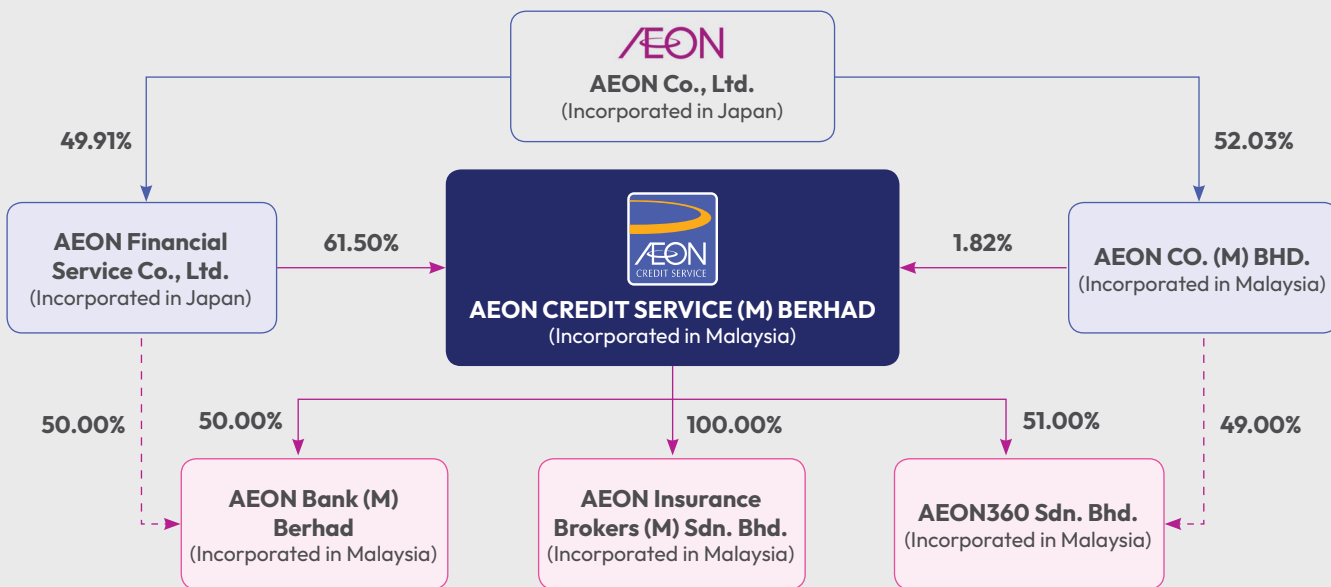 ÆON
AEON Co., Ltd.
(Incorporated in Japan)
49.91%
52.03%
AEON Financial
Service Co., Ltd.
(Incorporated in Japan)
61.50%
ÆON
CREDIT SERVICE
AEON CREDIT SERVICE (M) BERHAD
(Incorporated in Malaysia)
1.82%
AEON CO. (M) BHD.
(Incorporated in Malaysia)
50.00%
50.00%
100.00%
51.00%
49.00%
AEON Bank (M)
Berhad
(Incorporated in Malaysia)
AEON Insurance
Brokers (M) Sdn. Bhd.
(Incorporated in Malaysia)
AEON360 Sdn. Bhd.
(Incorporated in Malaysia)